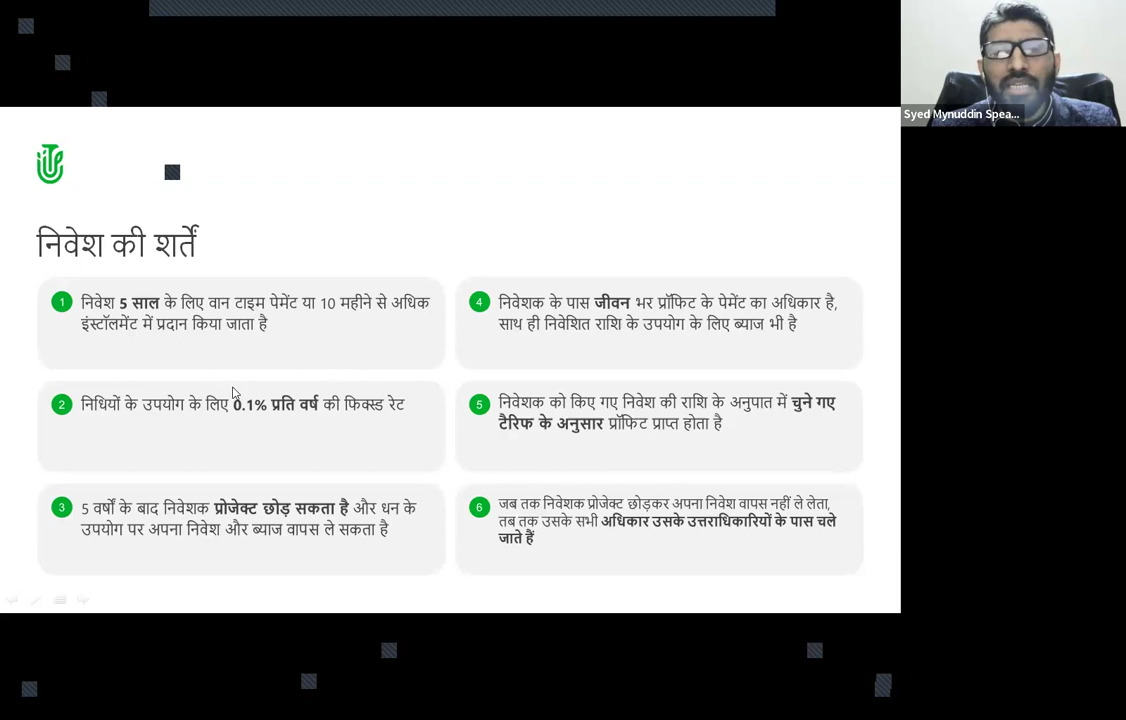 Syed Mynuddin Spea...
निवेश की शर्तें
1
निवेश 5 साल के लिए वान टाइम पेमेंट या 10 महीने से अधिक
इंस्टॉलमेंट में प्रदान किया जाता है
2
निधियों के उपयोग के लिए 0.1% प्रति वर्ष की फिक्स्ड रेट
3
5 वर्षों के बाद निवेशक प्रोजेक्ट छोड़ सकता है और धन के
उपयोग पर अपना निवेश और ब्याज वापस ले सकता है
4
निवेशक के पास जीवन भर प्रॉफिट के पेमेंट का अधिकार है,
साथ ही निवेशित राशि के उपयोग के लिए ब्याज भी है
5
निवेशक को किए गए निवेश की राशि के अनुपात में चुने गए
टैरिफ के अनुसार प्रॉफिट प्राप्त होता है
6
जब तक निवेशक प्रोजेक्ट छोड़कर अपना निवेश वापस नहीं ले लेता,
तब तक उसके सभी अधिकार उसके उत्तराधिकारियों के पास चले
जाते हैं